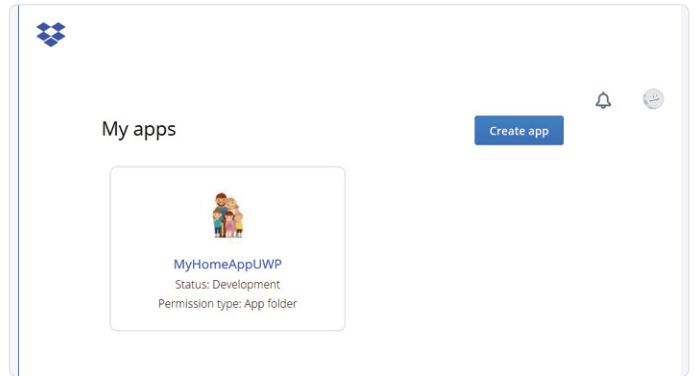 My apps
Create app
MyHomeAppUWP
Status: Development
Permission type: App folder